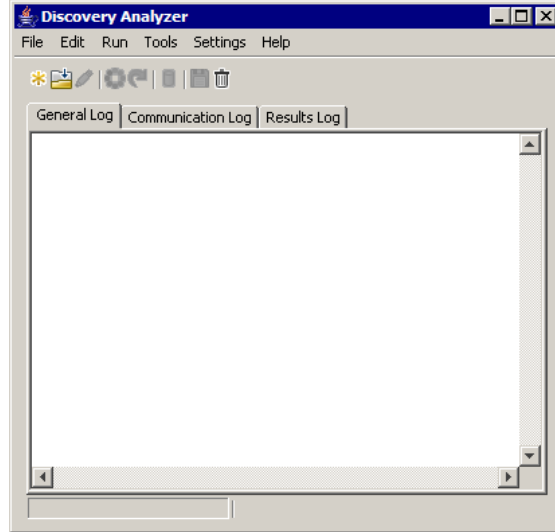 Discovery Analyzer
File Edit Run Tools Settings Help
General Log Communication Log Results Log